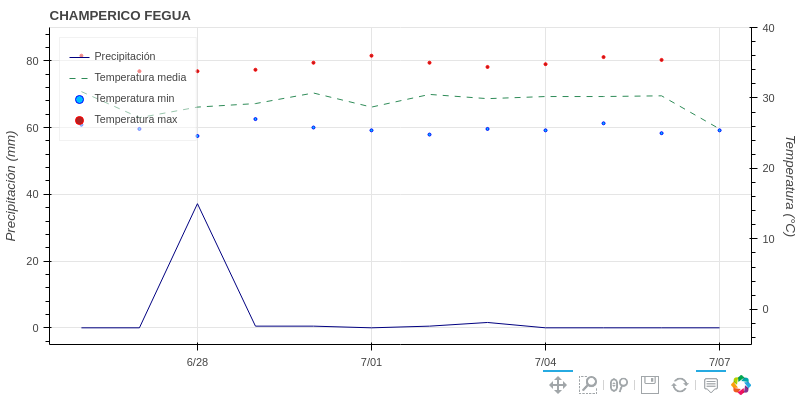 CHAMPERICO FEGUA
Precipitación
Temperatura media
Temperatura min
Temperatura max
Precipitación (mm)
80
60
40
20
0
Temperatura (°C)
40
30
20
10
0
6/28
7/01
7/04
7/07